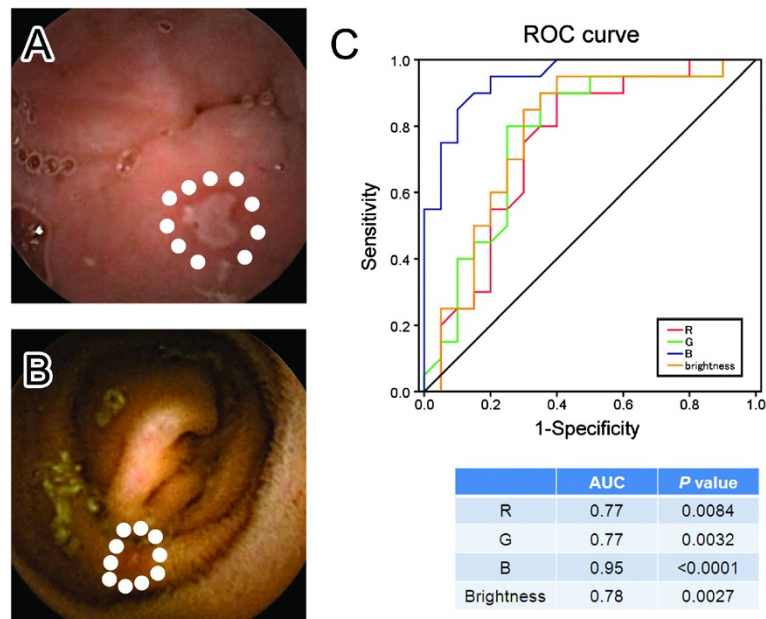 A
B
C
ROC curve
Sensitivity
1.0
0.8
0.6
0.4
0.2
0.0
0.0 0.2 0.4 0.6 0.8 1.0
1-Specificity
R
G
B
brightness
AUC P value
R 0.77 0.0084
G 0.77 0.0032
B 0.95 <0.0001
Brightness 0.78 0.0027